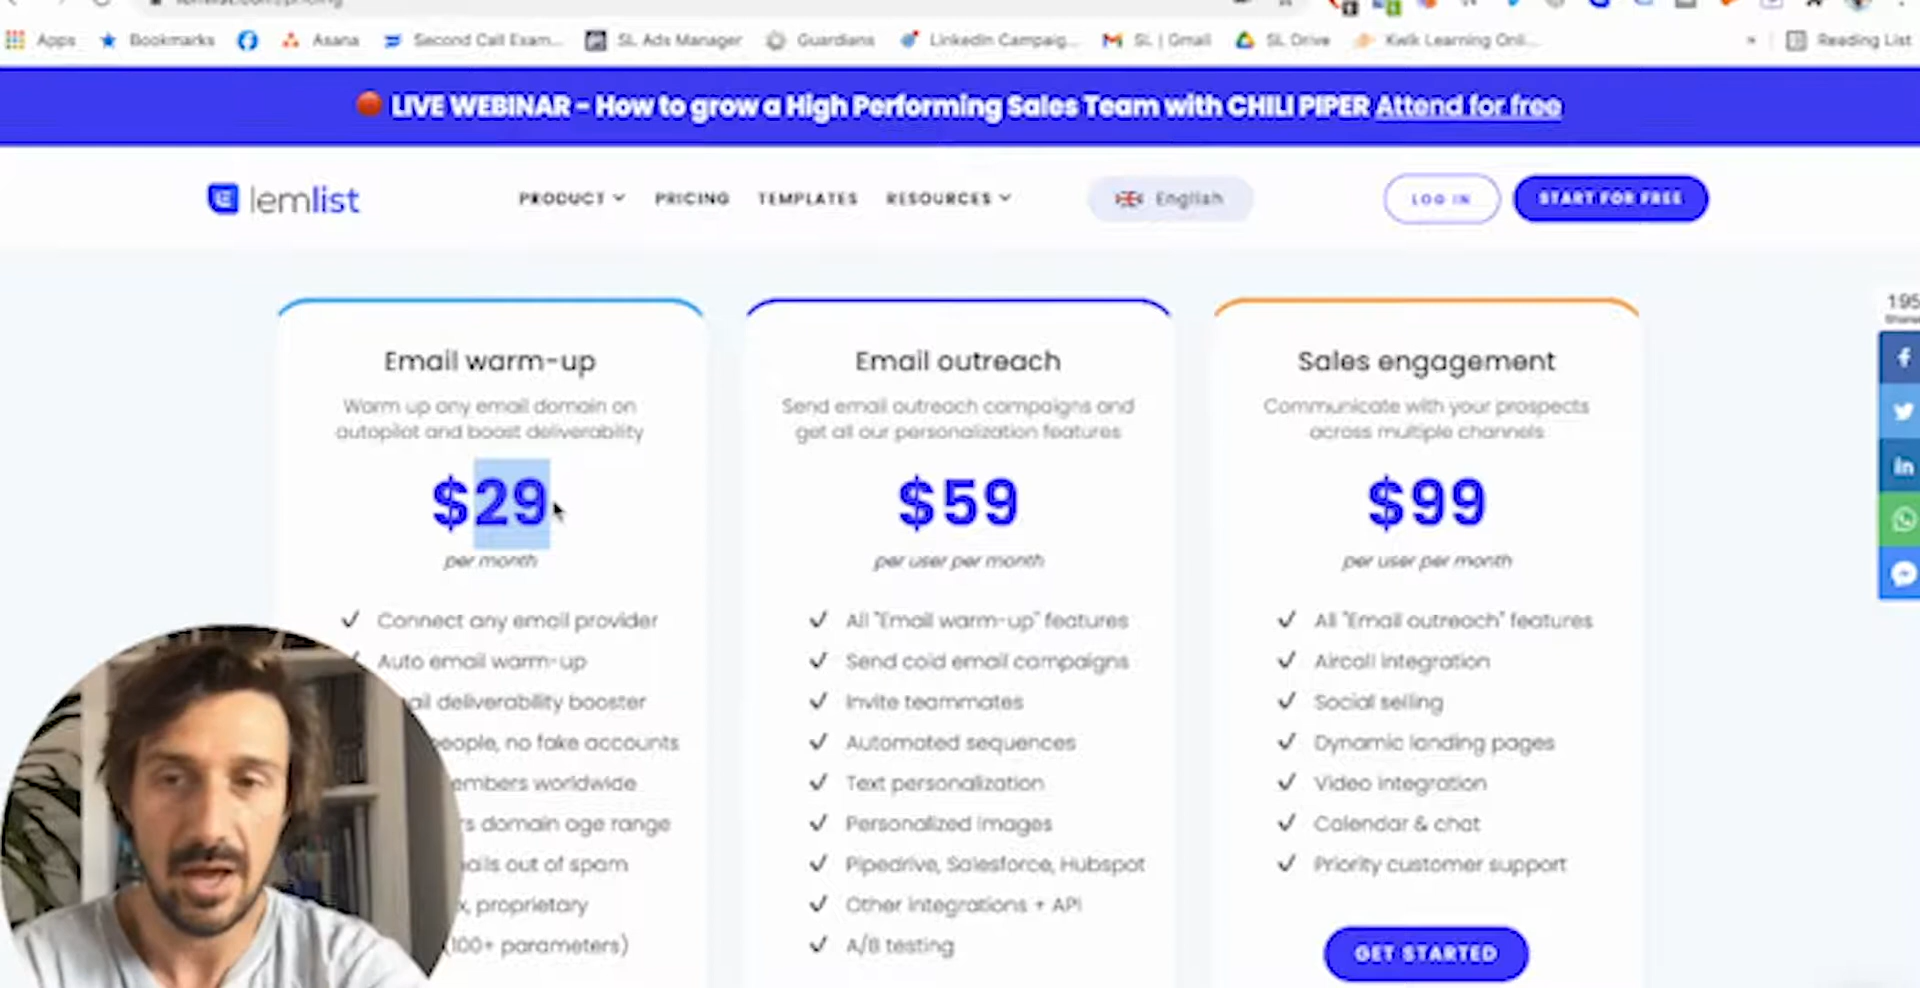 Apps Bookmarks Asana Second Call Exam... SL Ads Manager Guardians LinkedIn Campaig... SL | Gmail SL Drive Kwik Learning Onli... » Reading List
LIVE WEBINAR - How to grow a High Performing Sales Team with CHILI PIPER Attend for free
lemlist PRODUCT PRICING TEMPLATES RESOURCES English LOG IN START FOR FREE
195
Email warm-up
Warm up any email domain on
autopilot and boost deliverability
$29
per month
✓ Connect any email provider
Auto email warm-up
ail deliverability booster
people, no fake accounts
embers worldwide
rs domain age range
ails out of spam
x, proprietary
(100+ parameters)
Email outreach
Send email outreach campaigns and
get all our personalization features
$59
per user per month
✓ All "Email warm-up" features
✓ Send cold email campaigns
✓ Invite teammates
✓ Automated sequences
✓ Text personalization
✓ Personalized images
✓ Pipedrive, Salesforce, Hubspot
✓ Other integrations + API
✓ A/B testing
Sales engagement
Communicate with your prospects
across multiple channels
$99
per user per month
✓ All "Email outreach" features
✓ Aircall integration
✓ Social selling
✓ Dynamic landing pages
✓ Video integration
✓ Calendar & chat
✓ Priority customer support
GET STARTED